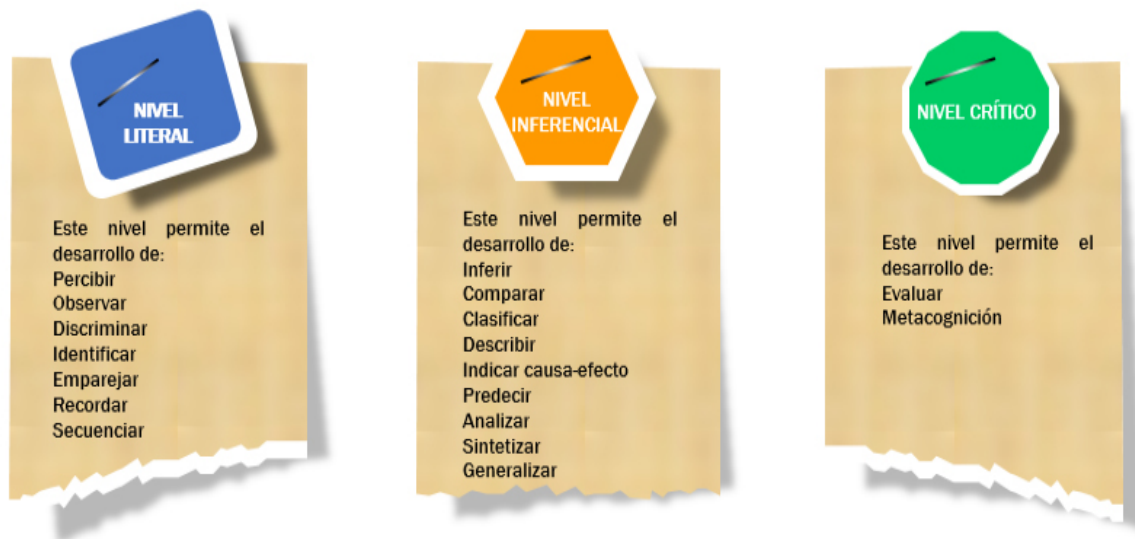 NIVEL
LITERAL
Este nivel permite el
desarrollo de:
Percibir
Observar
Discriminar
Identificar
Emparejar
Recordar
Secuenciar
NIVEL
INFERENCIAL
Este nivel permite el
desarrollo de:
Inferir
Comparar
Clasificar
Describir
Indicar causa-efecto
Predecir
Analizar
Sintetizar
Generalizar
NIVEL CRÍTICO
Este nivel permite el
desarrollo de:
Evaluar
Metacognición